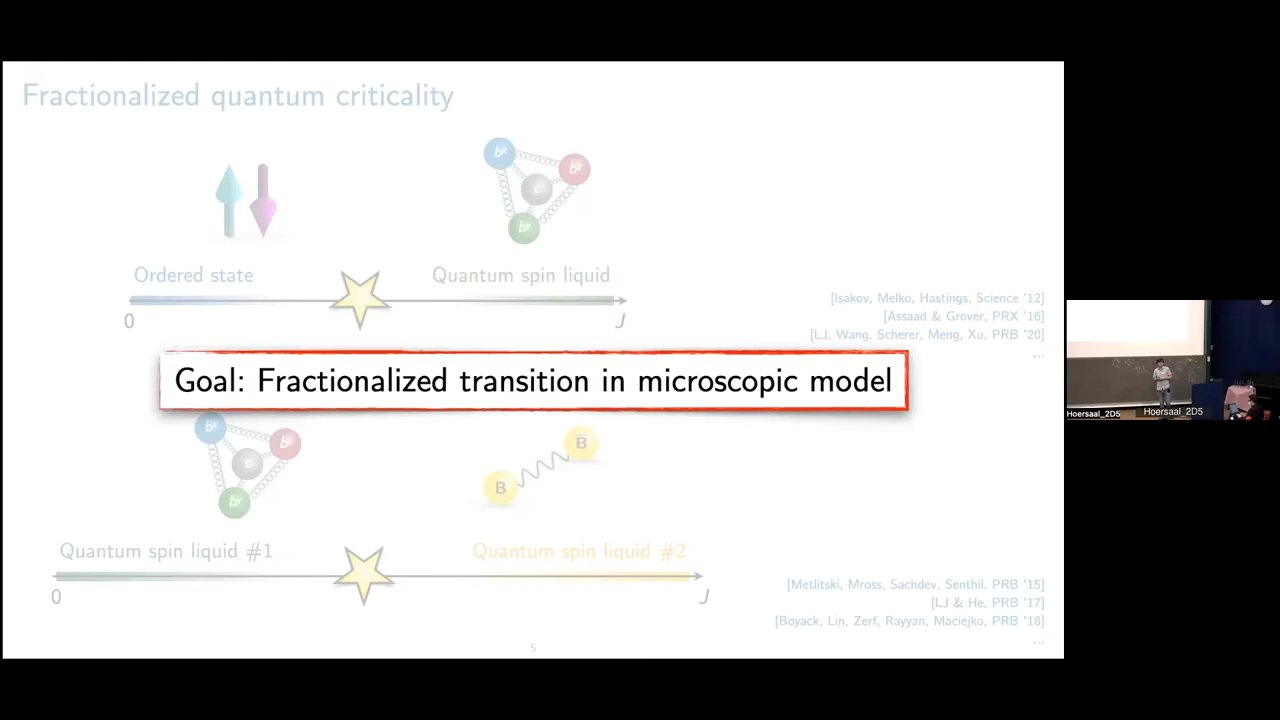 Fractionalized quantum criticality
b^x
b^z
c
b^y
Ordered state
Quantum spin liquid
0
J
[Isakov, Melko, Hastings, Science '12]
[Assaad & Grover, PRX '16]
[LJ, Wang, Scherer, Meng, Xu, PRB '20]
...
Goal: Fractionalized transition in microscopic model
b^x
b^z
c
b^y
B
B̄
Quantum spin liquid #1
Quantum spin liquid #2
0
J
[Metlitski, Mross, Sachdev, Senthil, PRB '15]
[LJ & He, PRB '17]
[Boyack, Lin, Zerf, Rayyan, Maciejko, PRB '18]
...
5
Hoersaal_2D5
Hoersaal_2D5